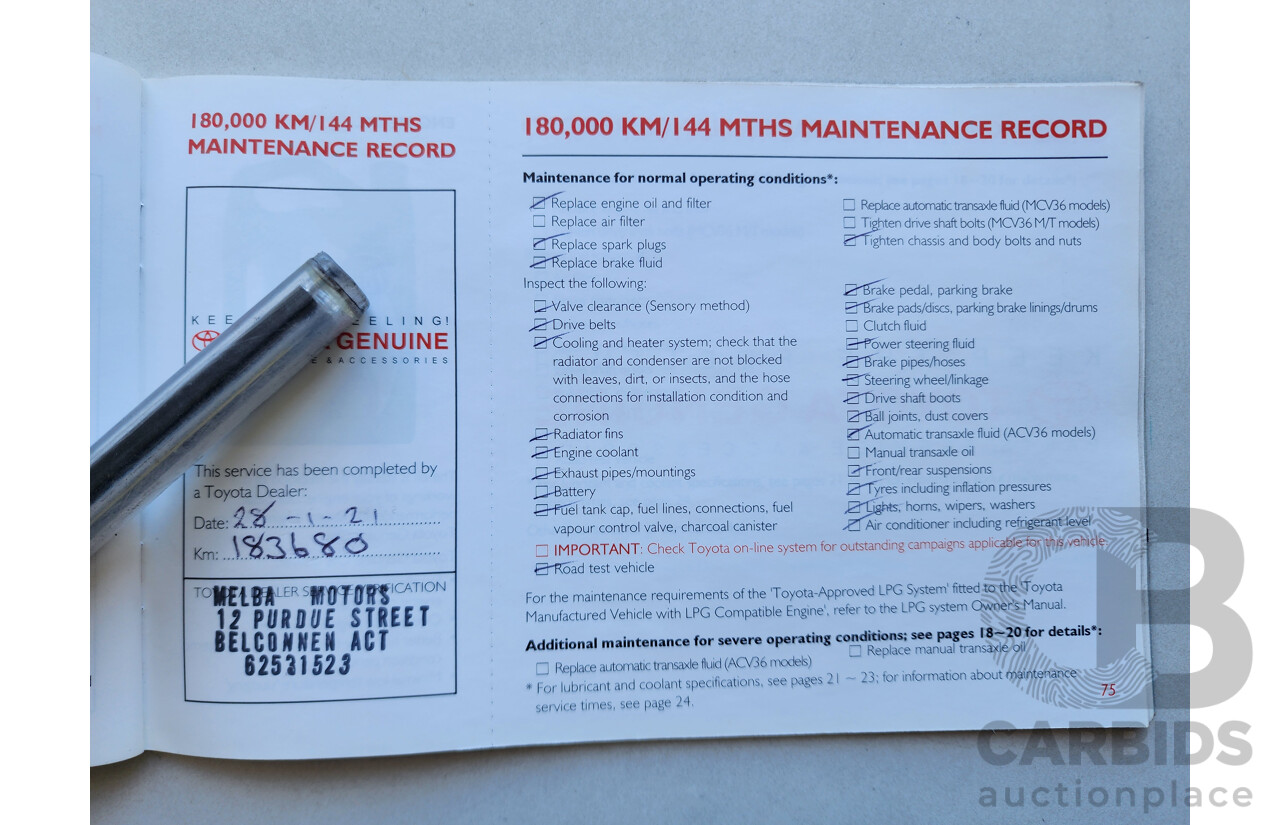 180,000 KM/144 MTHS
MAINTENANCE RECORD
KEE EELING!
GENUINE
E & ACCESSORIES
This service has been completed by
a Toyota Dealer:
Date: 28-1-21
Km: 183680
TOYOTA DEALER SERVICE VERIFICATION
MELBA MOTORS
12 PURDUE STREET
BELCONNEN ACT
62531523
180,000 KM/144 MTHS MAINTENANCE RECORD
Maintenance for normal operating conditions*:
Replace engine oil and filter
Replace air filter
Replace spark plugs
Replace brake fluid
Inspect the following:
Valve clearance (Sensory method)
Drive belts
Cooling and heater system; check that the
radiator and condenser are not blocked
with leaves, dirt, or insects, and the hose
connections for installation condition and
corrosion
Radiator fins
Engine coolant
Exhaust pipes/mountings
Battery
Fuel tank cap, fuel lines, connections, fuel
vapour control valve, charcoal canister
Replace automatic transaxle fluid (MCV36 models)
Tighten drive shaft bolts (MCV36 M/T models)
Tighten chassis and body bolts and nuts
Brake pedal, parking brake
Brake pads/discs, parking brake linings/drums
Clutch fluid
Power steering fluid
Brake pipes/hoses
Steering wheel/linkage
Drive shaft boots
Ball joints, dust covers
Automatic transaxle fluid (ACV36 models)
Manual transaxle oil
Front/rear suspensions
Tyres including inflation pressures
Lights, horns, wipers, washers
Air conditioner including refrigerant level
IMPORTANT: Check Toyota on-line system for outstanding campaigns applicable for this vehicle
Road test vehicle
For the maintenance requirements of the 'Toyota-Approved LPG System' fitted to the 'Toyota
Manufactured Vehicle with LPG Compatible Engine', refer to the LPG system Owner's Manual.
Additional maintenance for severe operating conditions; see pages 18~20 for details*:
Replace automatic transaxle fluid (ACV36 models)
Replace manual transaxle oil
* For lubricant and coolant specifications, see pages 21 ~ 23; for information about maintenance
service times, see page 24.
75
CARBIDS
auctionplace